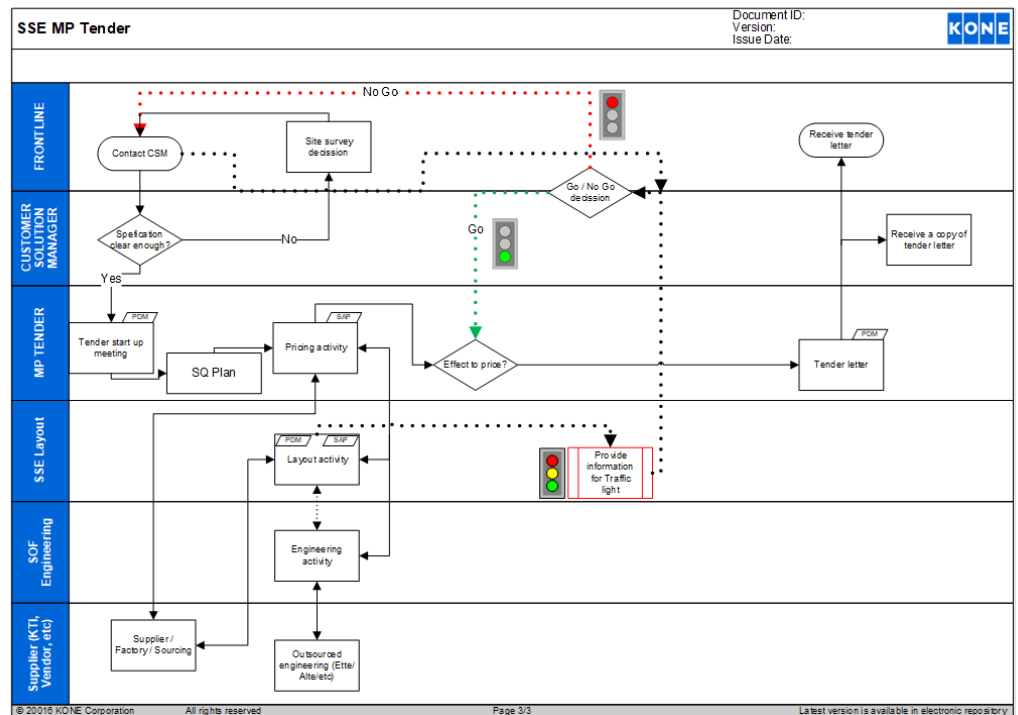 SSE MP Tender
Document ID:
Version:
Issue Date:
KONE
FRONTLINE
No Go
Contact CSM
Site survey
decission
Receive tender
letter
CUSTOMER
SOLUTION
MANAGER
Go / No Go
decission
Spefication
clear enough?
No
Go
Receive a copy of
tender letter
Yes
MP TENDER
PDM
Tender start up
meeting
SQ Plan
SAP
Pricing activity
Effect to price?
PDM
Tender letter
SSE Layout
PDM
SAP
Layout activity
Provide
information
for Traffic
light
SOF
Engineering
Engineering
activity
Supplier (KTI,
Vendor, etc)
Supplier /
Factory / Sourcing
Outsourced
engineering (Ette/
Alte/etc)
© 20016 KONE Corporation
All rights reserved
Page 3/3
Latest version is available in electronic repository